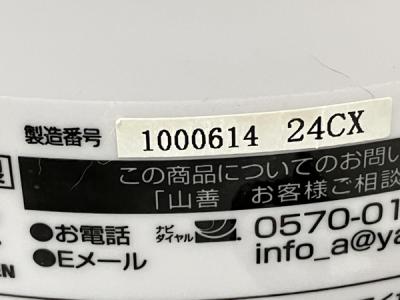 製造番号 1000614 24CX
この商品についてのお問い
「山善 お客様ご相談
●お電話 ナビダイヤル 0570-01
●Eメール info_a@ya
EN